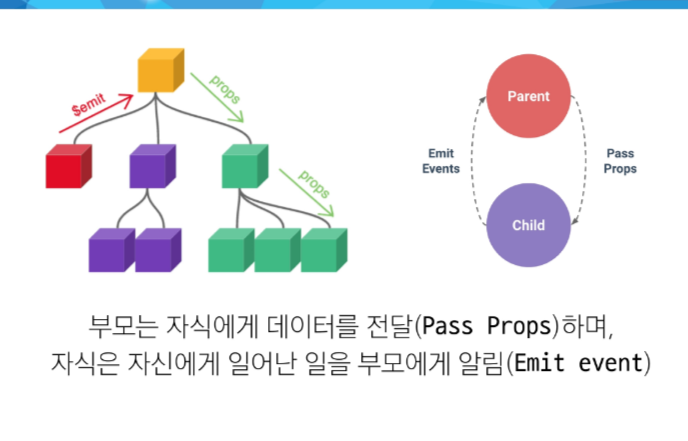 $emit
props
props
Parent
Emit
Events
Pass
Props
Child
부모는 자식에게 데이터를 전달(Pass Props)하며,
자식은 자신에게 일어난 일을 부모에게 알림(Emit event)